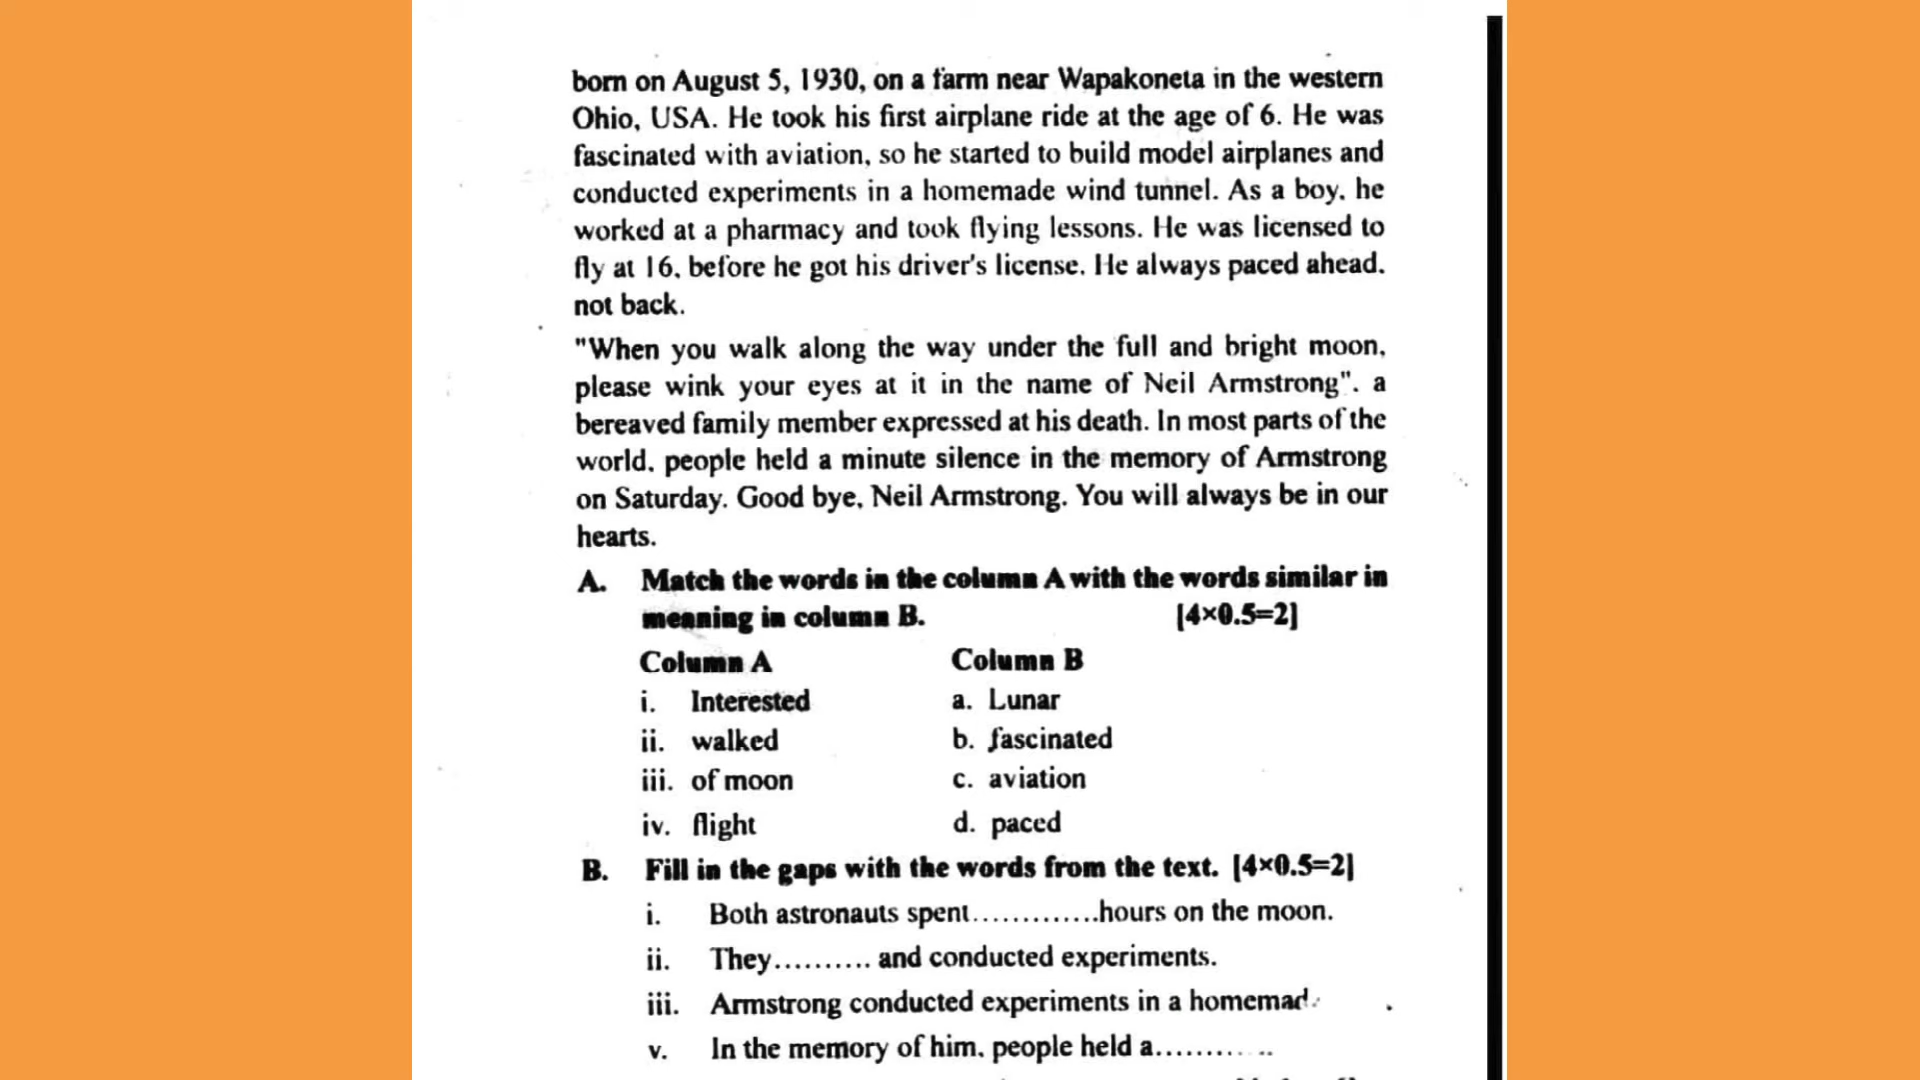 born on August 5, 1930, on a farm near Wapakoneta in the western
Ohio, USA. He took his first airplane ride at the age of 6. He was
fascinated with aviation, so he started to build model airplanes and
conducted experiments in a homemade wind tunnel. As a boy, he
worked at a pharmacy and took flying lessons. He was licensed to
fly at 16, before he got his driver's license. He always paced ahead.
not back.
"When you walk along the way under the full and bright moon,
please wink your eyes at it in the name of Neil Armstrong". a
bereaved family member expressed at his death. In most parts of the
world, people held a minute silence in the memory of Armstrong
on Saturday. Good bye, Neil Armstrong. You will always be in our
hearts.
A. Match the words in the column A with the words similar in
meaning in column B. [4×0.5=2]
Column A Column B
i. Interested a. Lunar
ii. walked b. fascinated
iii. of moon c. aviation
iv. flight d. paced
B. Fill in the gaps with the words from the text. [4×0.5=2]
i. Both astronauts spent.............hours on the moon.
ii. They.......... and conducted experiments.
iii. Armstrong conducted experiments in a homemad
v. In the memory of him, people held a............